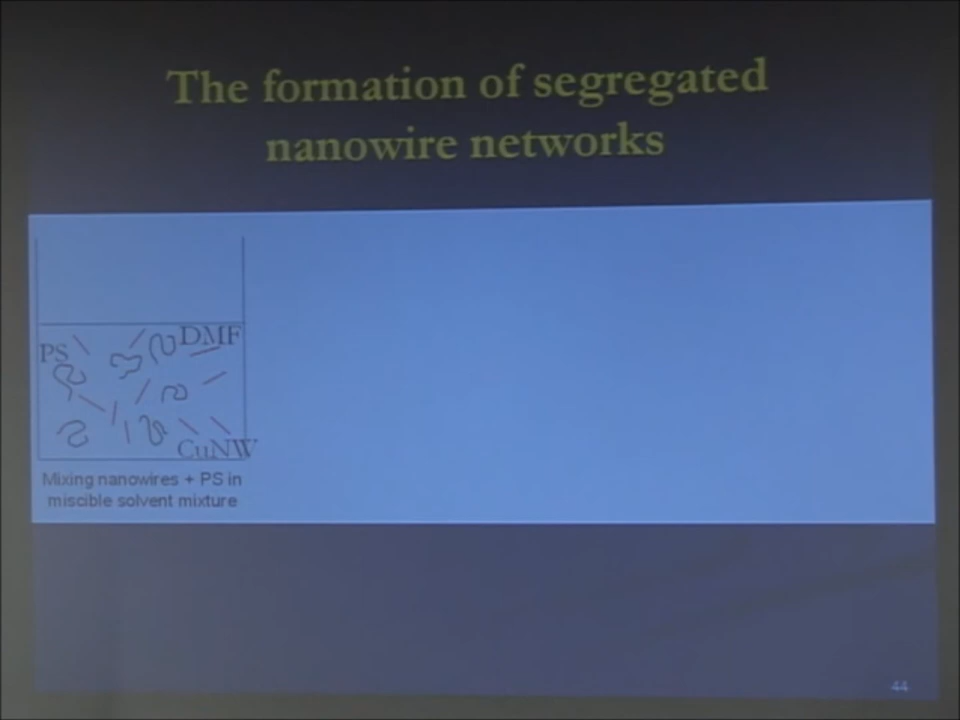 The formation of segregated
nanowire networks
DMF
PS
CuNW
Mixing nanowires + PS in
miscible solvent mixture
44